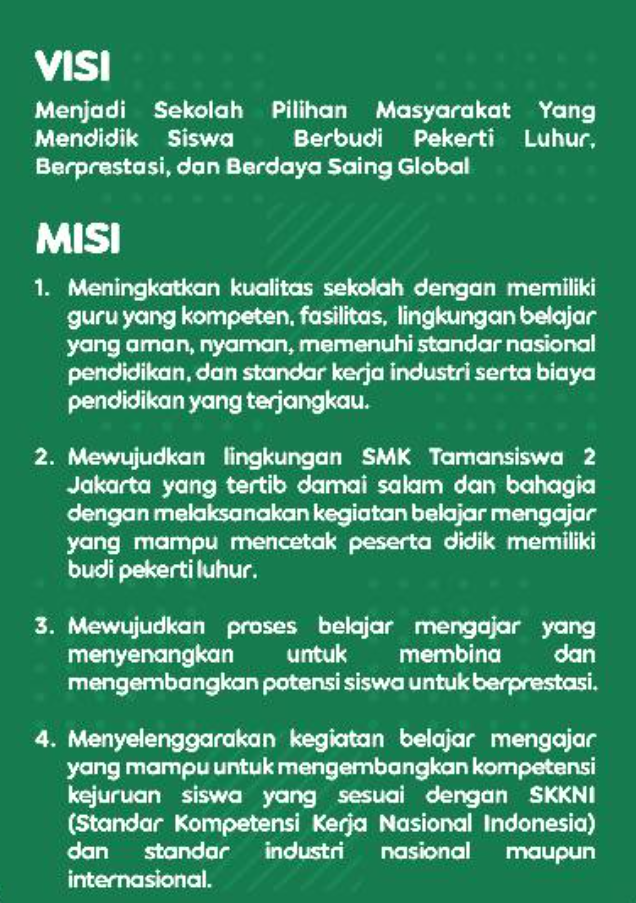 VISI
Menjadi Sekolah Pilihan Masyarakat Yang
Mendidik Siswa Berbudi Pekerti Luhur,
Berprestasi, dan Berdaya Saing Global
MISI
1. Meningkatkan kualitas sekolah dengan memiliki
guru yang kompeten, fasilitas, lingkungan belajar
yang aman, nyaman, memenuhi standar nasional
pendidikan, dan standar kerja industri serta biaya
pendidikan yang terjangkau.
2. Mewujudkan lingkungan SMK Tamansiswa 2
Jakarta yang tertib damai salam dan bahagia
dengan melaksanakan kegiatan belajar mengajar
yang mampu mencetak peserta didik memiliki
budi pekerti luhur.
3. Mewujudkan proses belajar mengajar yang
menyenangkan untuk membina dan
mengembangkan potensi siswa untuk berprestasi.
4. Menyelenggarakan kegiatan belajar mengajar
yang mampu untuk mengembangkan kompetensi
kejuruan siswa yang sesuai dengan SKKNI
(Standar Kompetensi Kerja Nasional Indonesia)
dan standar industri nasional maupun
internasional.